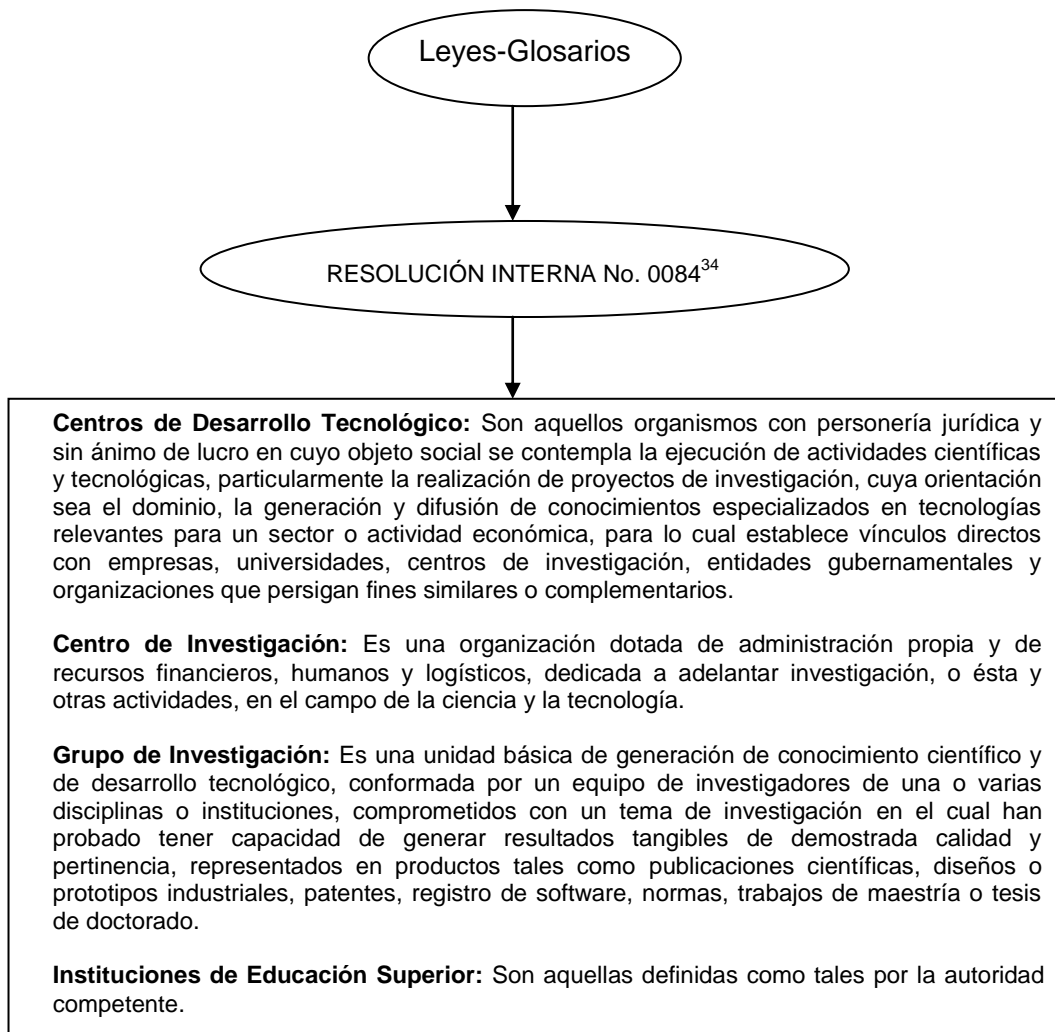 Leyes-Glosarios
RESOLUCIÓN INTERNA No. 0084³⁴
Centros de Desarrollo Tecnológico: Son aquellos organismos con personería jurídica y
sin ánimo de lucro en cuyo objeto social se contempla la ejecución de actividades científicas
y tecnológicas, particularmente la realización de proyectos de investigación, cuya orientación
sea el dominio, la generación y difusión de conocimientos especializados en tecnologías
relevantes para un sector o actividad económica, para lo cual establece vínculos directos
con empresas, universidades, centros de investigación, entidades gubernamentales y
organizaciones que persigan fines similares o complementarios.
Centro de Investigación: Es una organización dotada de administración propia y de
recursos financieros, humanos y logísticos, dedicada a adelantar investigación, o ésta y
otras actividades, en el campo de la ciencia y la tecnología.
Grupo de Investigación: Es una unidad básica de generación de conocimiento científico y
de desarrollo tecnológico, conformada por un equipo de investigadores de una o varias
disciplinas o instituciones, comprometidos con un tema de investigación en el cual han
probado tener capacidad de generar resultados tangibles de demostrada calidad y
pertinencia, representados en productos tales como publicaciones científicas, diseños o
prototipos industriales, patentes, registro de software, normas, trabajos de maestría o tesis
de doctorado.
Instituciones de Educación Superior: Son aquellas definidas como tales por la autoridad
competente.